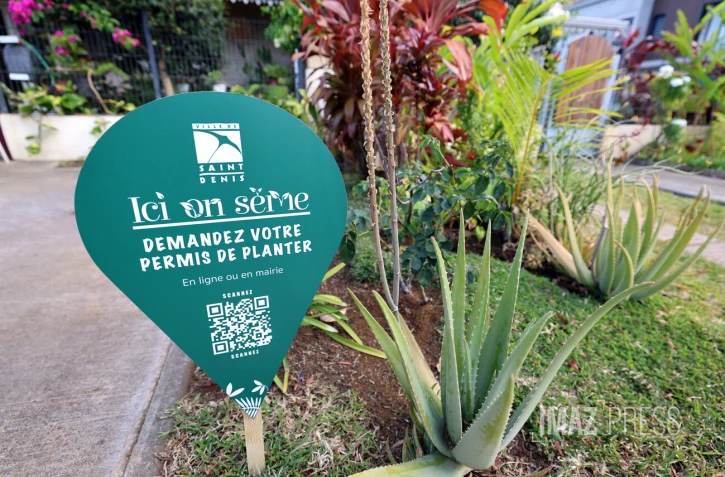 VILLE DE
SAINT
DENIS
Ici on sème
DEMANDEZ VOTRE
PERMIS DE PLANTER
En ligne ou en mairie
SCANNEZ
SCANNEZ
IMAZ PRESS